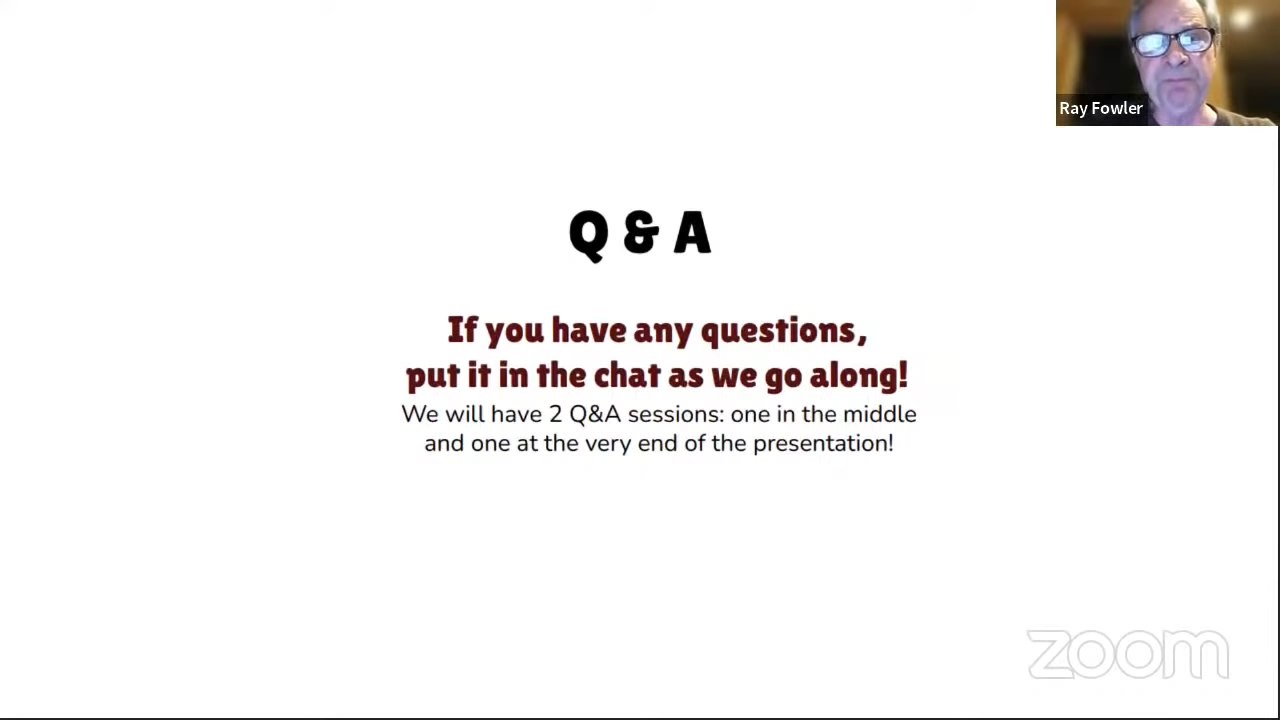 Ray Fowler
Q & A
If you have any questions,
put it in the chat as we go along!
We will have 2 Q&A sessions: one in the middle
and one at the very end of the presentation!
zoom